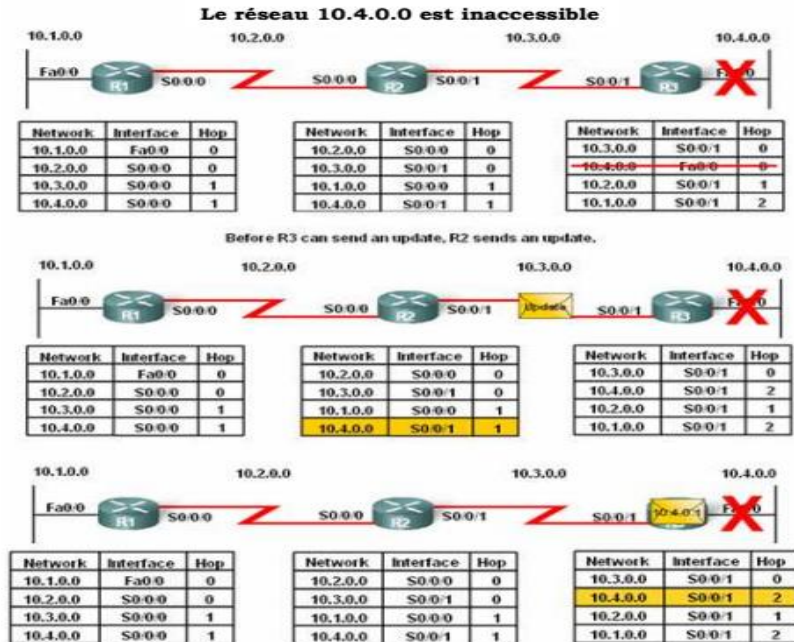 Le réseau 10.4.0.0 est inaccessible
10.1.0.0 10.2.0.0 10.3.0.0 10.4.0.0
Fa0/0 R1 S0/0/0 S0/0/0 R2 S0/0/1 S0/0/1 R3
Network Interface Hop Network Interface Hop Network Interface Hop
10.1.0.0 Fa0/0 0 10.2.0.0 S0/0/0 0 10.3.0.0 S0/0/1 0
10.2.0.0 S0/0/0 0 10.3.0.0 S0/0/1 0 10.4.0.0 Fa0/0 0
10.3.0.0 S0/0/0 1 10.1.0.0 S0/0/0 1 10.2.0.0 S0/0/1 1
10.4.0.0 S0/0/0 1 10.4.0.0 S0/0/1 1 10.1.0.0 S0/0/1 2
Before R3 can send an update, R2 sends an update.
10.1.0.0 10.2.0.0 10.3.0.0 10.4.0.0
Fa0/0 R1 S0/0/0 S0/0/0 R2 S0/0/1 Update S0/0/1 R3
Network Interface Hop Network Interface Hop Network Interface Hop
10.1.0.0 Fa0/0 0 10.2.0.0 S0/0/0 0 10.3.0.0 S0/0/1 0
10.2.0.0 S0/0/0 0 10.3.0.0 S0/0/1 0 10.4.0.0 S0/0/1 2
10.3.0.0 S0/0/0 1 10.1.0.0 S0/0/0 1 10.2.0.0 S0/0/1 1
10.4.0.0 S0/0/0 1 10.4.0.0 S0/0/1 1 10.1.0.0 S0/0/1 2
10.1.0.0 10.2.0.0 10.3.0.0 10.4.0.0
Fa0/0 R1 S0/0/0 S0/0/0 R2 S0/0/1 S0/0/1
Network Interface Hop Network Interface Hop Network Interface Hop
10.1.0.0 Fa0/0 0 10.2.0.0 S0/0/0 0 10.3.0.0 S0/0/1 0
10.2.0.0 S0/0/0 0 10.3.0.0 S0/0/1 0 10.4.0.0 S0/0/1 2
10.3.0.0 S0/0/0 1 10.1.0.0 S0/0/0 1 10.2.0.0 S0/0/1 1
10.4.0.0 S0/0/0 1 10.4.0.0 S0/0/1 1 10.1.0.0 S0/0/1 2